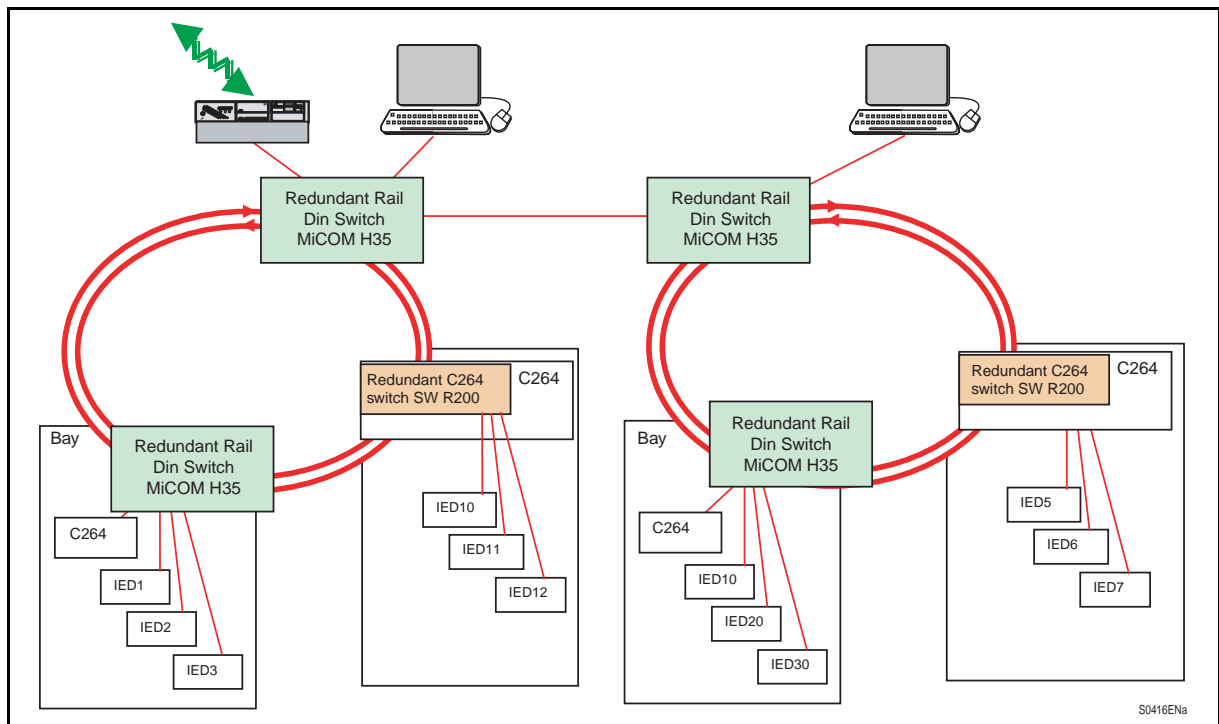 Redundant Rail
Din Switch
MiCOM H35
Redundant Rail
Din Switch
MiCOM H35
Redundant C264
switch SW R200
C264
Redundant C264
switch SW R200
C264
Bay
Redundant Rail
Din Switch
MiCOM H35
Bay
Redundant Rail
Din Switch
MiCOM H35
C264
IED1
IED2
IED3
IED10
IED11
IED12
C264
IED10
IED20
IED30
IED5
IED6
IED7
S0416ENa